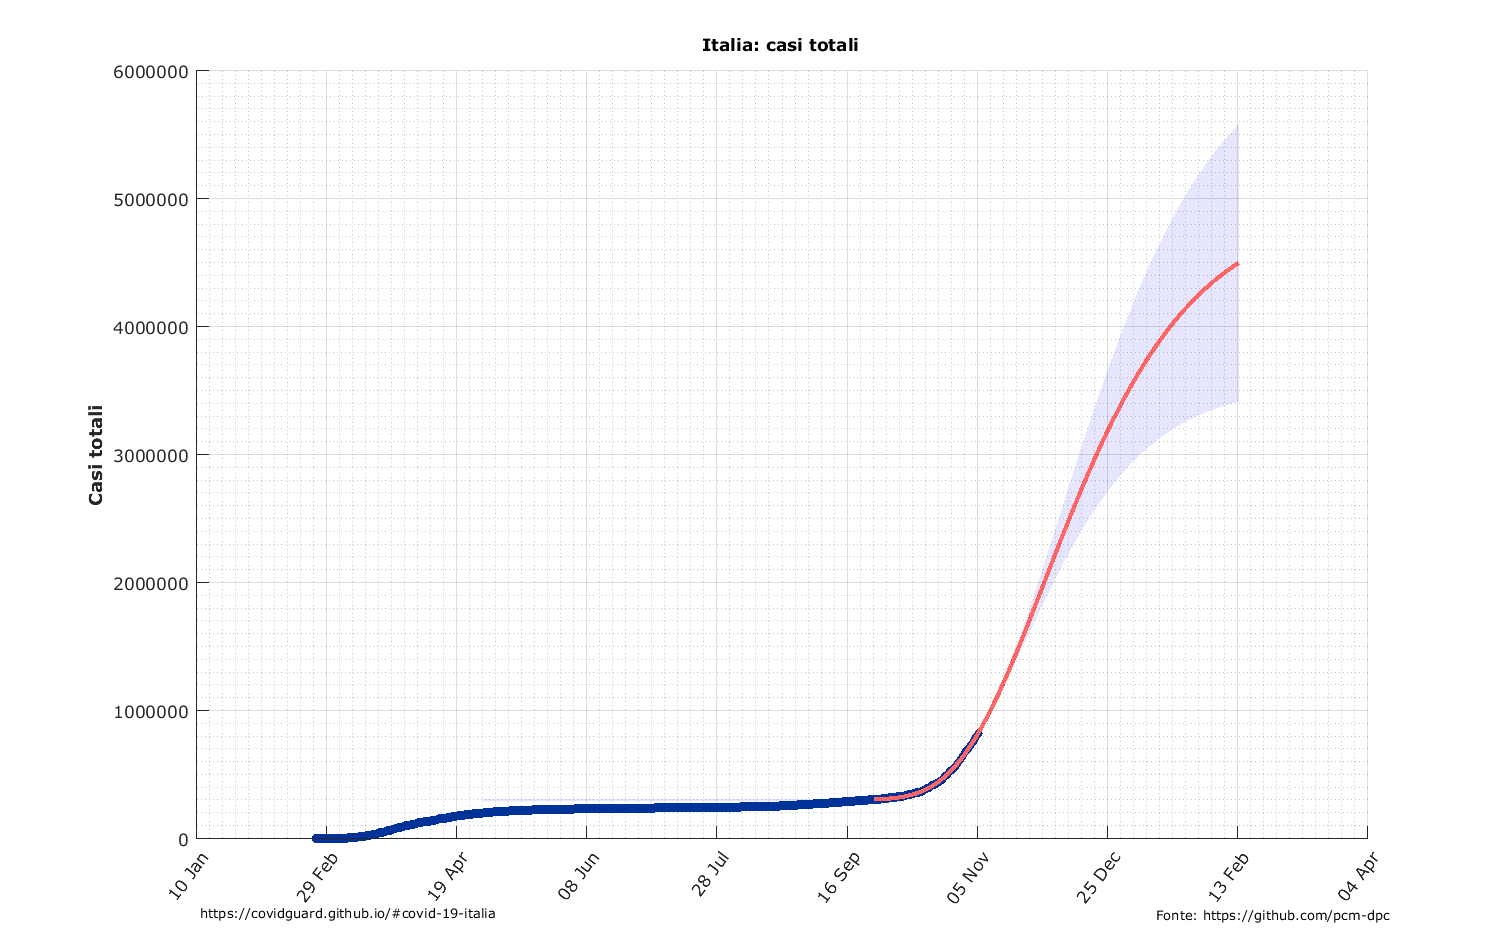 Italia: casi totali
6000000
5000000
4000000
3000000
2000000
1000000
0
Casi totali
10 Jan
29 Feb
19 Apr
08 Jun
28 Jul
16 Sep
05 Nov
25 Dec
13 Feb
04 Apr
https://covidguard.github.io/#covid-19-italia
Fonte: https://github.com/pcm-dpc